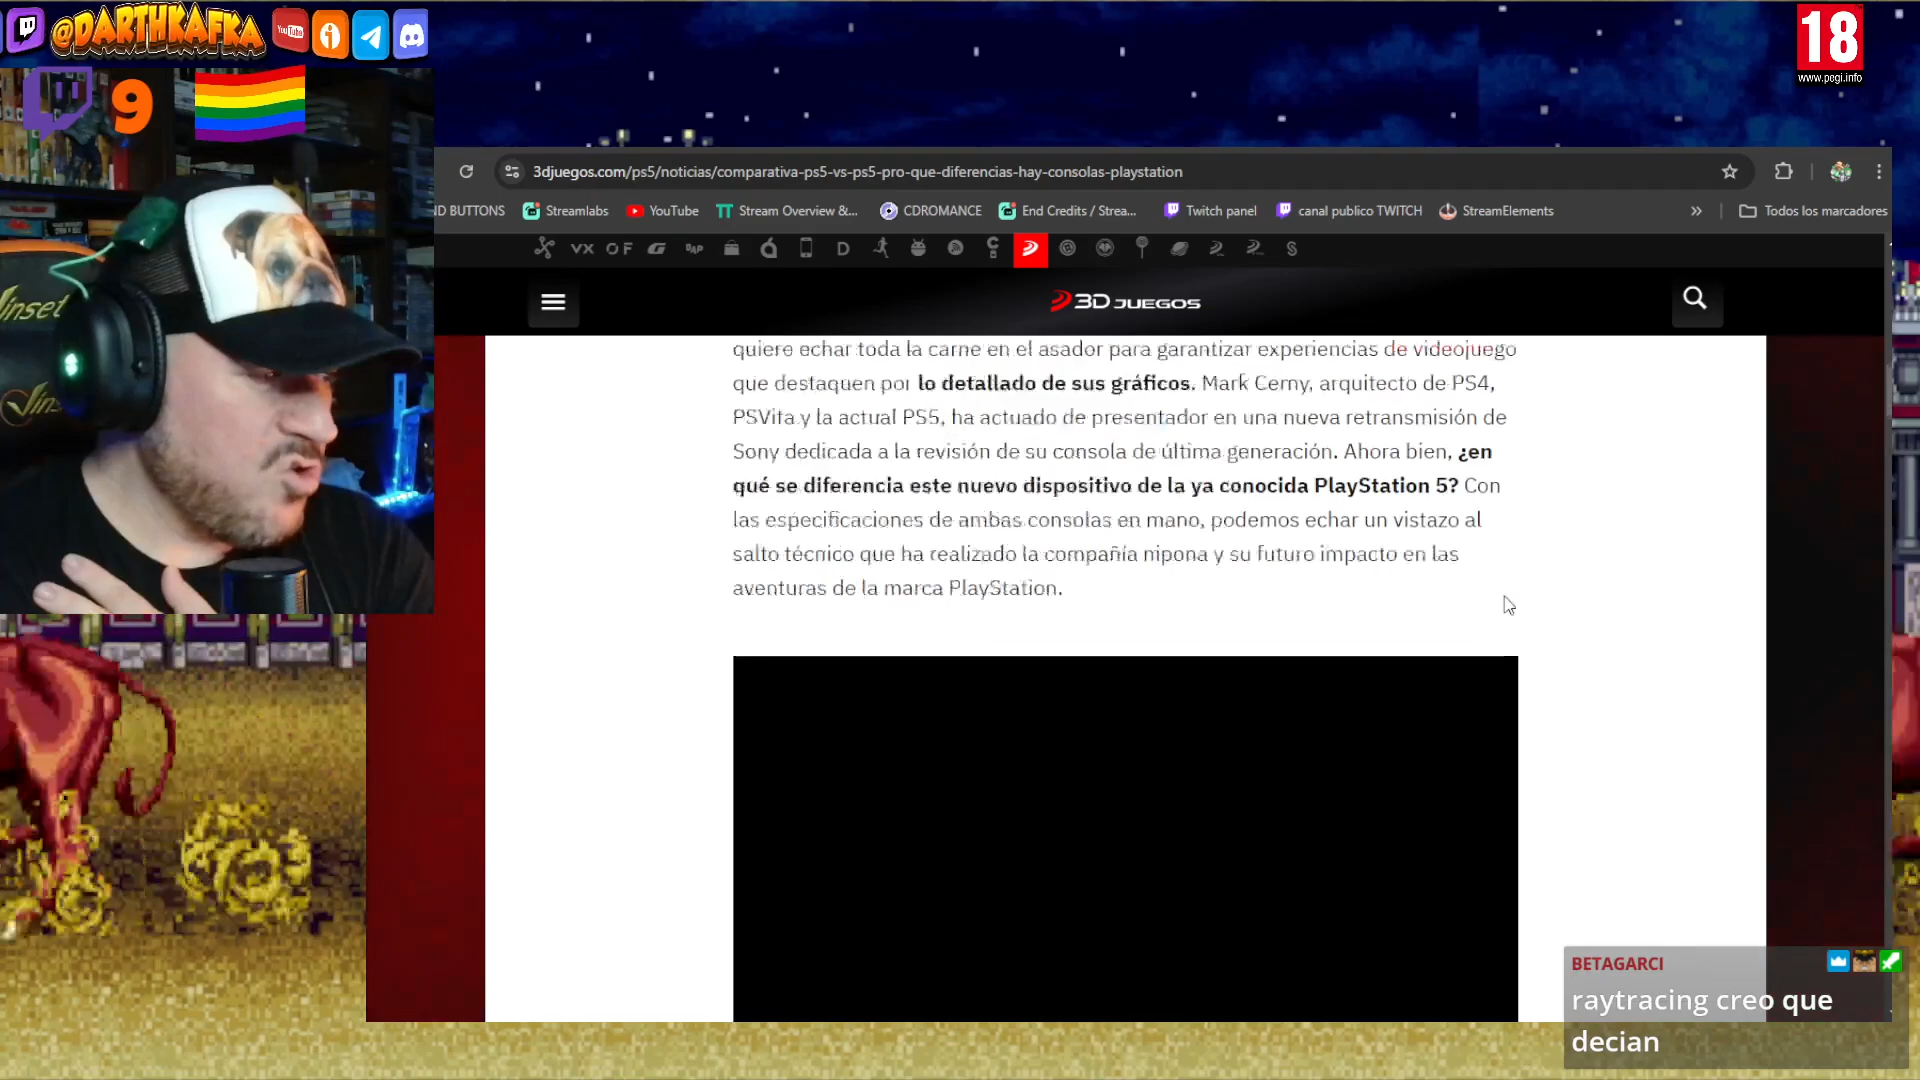 @DARTHKAFKA
YouTube
18
www.pegi.info
9
3djuegos.com/ps5/noticias/comparativa-ps5-vs-ps5-pro-que-diferencias-hay-consolas-playstation
ND BUTTONS
Streamlabs
YouTube
Stream Overview &...
CDROMANCE
End Credits / Strea...
Twitch panel
canal publico TWITCH
StreamElements
»
Todos los marcadores
3D JUEGOS
quiere echar toda la carne en el asador para garantizar experiencias de videojuego
que destaquen por lo detallado de sus gráficos. Mark Cerny, arquitecto de PS4,
PSVita y la actual PS5, ha actuado de presentador en una nueva retransmisión de
Sony dedicada a la revisión de su consola de última generación. Ahora bien, ¿en
qué se diferencia este nuevo dispositivo de la ya conocida PlayStation 5? Con
las especificaciones de ambas consolas en mano, podemos echar un vistazo al
salto técnico que ha realizado la compañía nipona y su futuro impacto en las
aventuras de la marca PlayStation.
BETAGARCI
raytracing creo que
decian